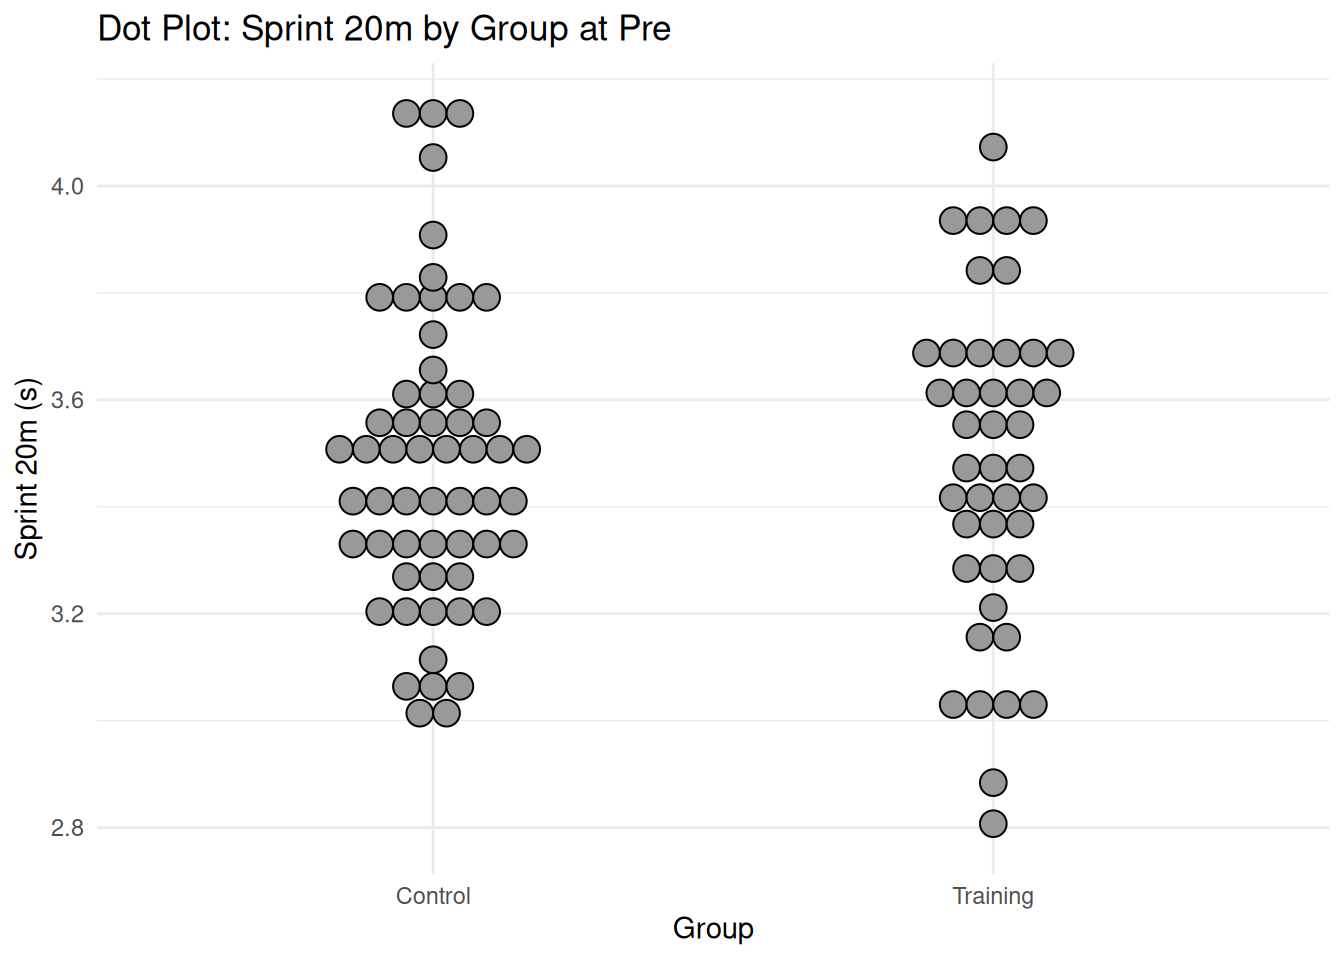 Dot Plot: Sprint 20m by Group at Pre
Sprint 20m (s)
4.0
3.6
3.2
2.8
Control
Training
Group